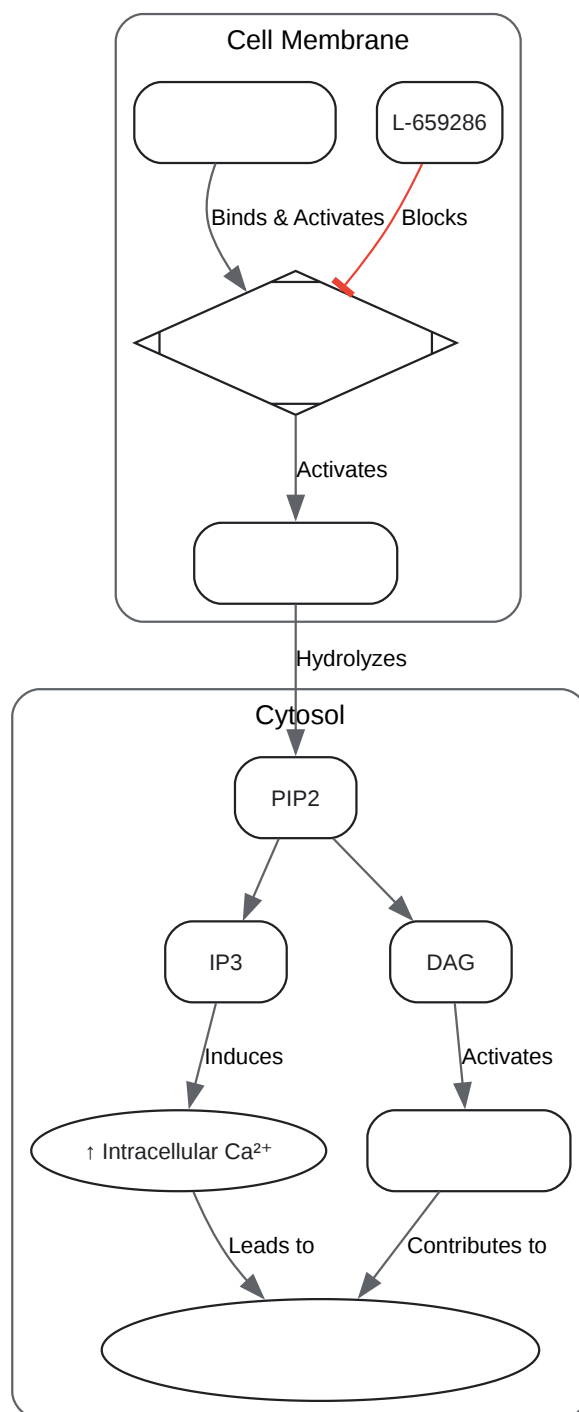 Cell Membrane
L-659286
Binds & Activates
Blocks
Activates
Hydrolyzes
Cytosol
PIP2
IP3
DAG
Induces
Activates
↑ Intracellular Ca²⁺
Leads to
Contributes to